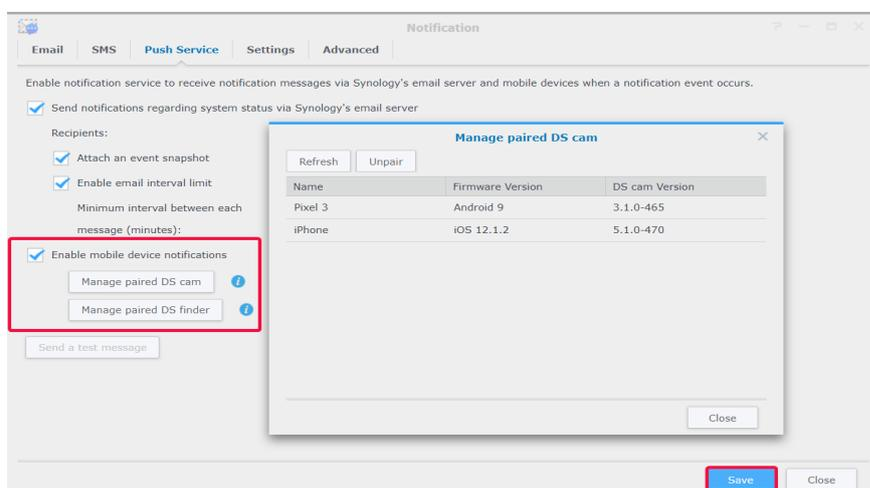 Notification
Email SMS Push Service Settings Advanced
Enable notification service to receive notification messages via Synology's email server and mobile devices when a notification event occurs.
Send notifications regarding system status via Synology's email server
Recipients:
Attach an event snapshot
Enable email interval limit
Minimum interval between each
message (minutes):
Enable mobile device notifications
Manage paired DS cam
Manage paired DS finder
Send a test message
Manage paired DS cam
Refresh Unpair
Name Firmware Version DS cam Version
Pixel 3 Android 9 3.1.0-465
iPhone iOS 12.1.2 5.1.0-470
Close
Save Close